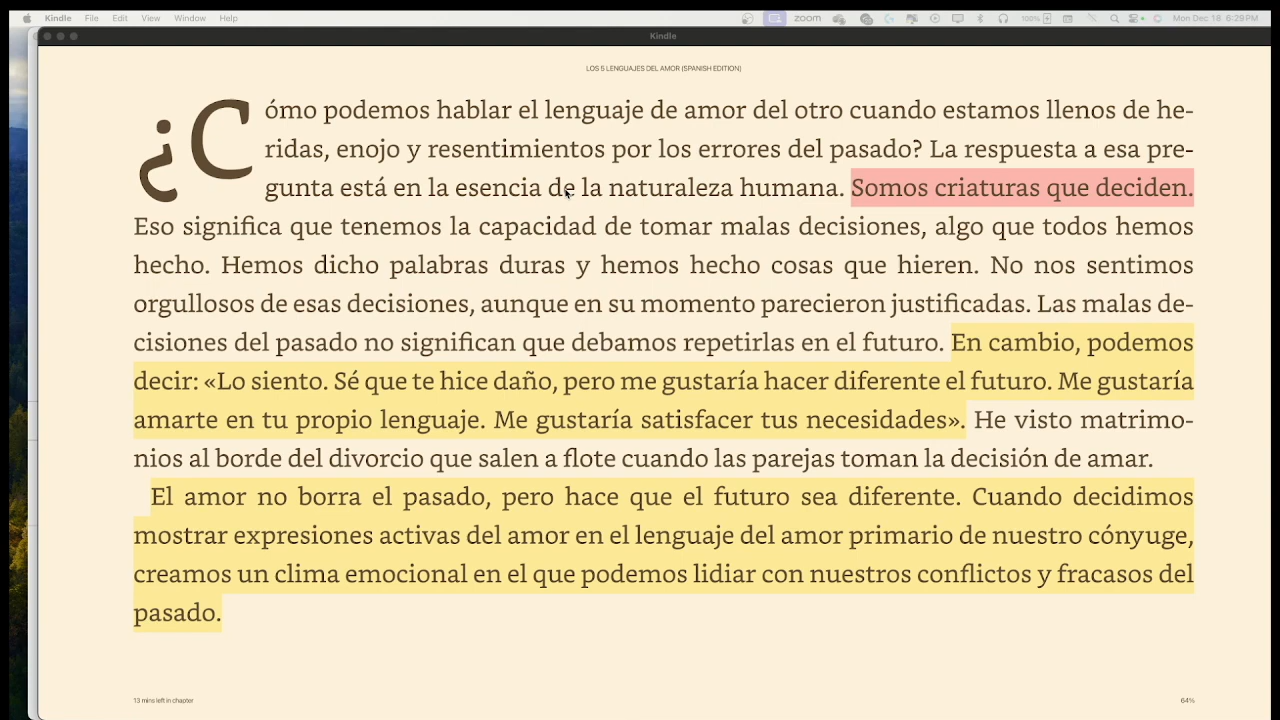 Kindle File Edit View Window Help zoom 100% Mon Dec 18 6:29 PM
Kindle
LOS 5 LENGUAJES DEL AMOR (SPANISH EDITION)
¿Cómo podemos hablar el lenguaje de amor del otro cuando estamos llenos de he-
ridas, enojo y resentimientos por los errores del pasado? La respuesta a esa pre-
gunta está en la esencia de la naturaleza humana. Somos criaturas que deciden.
Eso significa que tenemos la capacidad de tomar malas decisiones, algo que todos hemos
hecho. Hemos dicho palabras duras y hemos hecho cosas que hieren. No nos sentimos
orgullosos de esas decisiones, aunque en su momento parecieron justificadas. Las malas de-
cisiones del pasado no significan que debamos repetirlas en el futuro. En cambio, podemos
decir: «Lo siento. Sé que te hice daño, pero me gustaría hacer diferente el futuro. Me gustaría
amarte en tu propio lenguaje. Me gustaría satisfacer tus necesidades». He visto matrimo-
nios al borde del divorcio que salen a flote cuando las parejas toman la decisión de amar.
El amor no borra el pasado, pero hace que el futuro sea diferente. Cuando decidimos
mostrar expresiones activas del amor en el lenguaje del amor primario de nuestro cónyuge,
creamos un clima emocional en el que podemos lidiar con nuestros conflictos y fracasos del
pasado.
13 mins left in chapter 64%